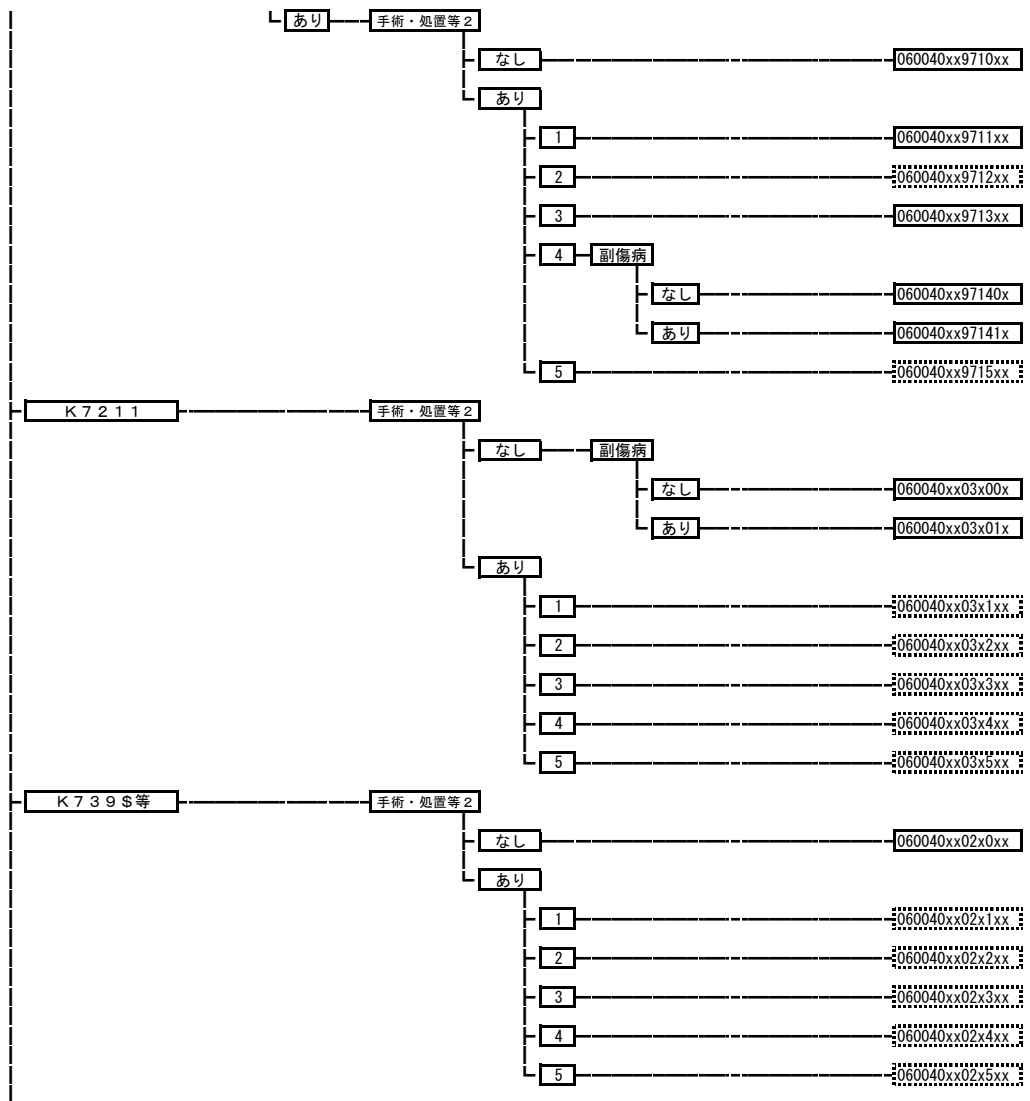 あり 手術・処置等2
なし 060040xx9710xx
あり
1 060040xx9711xx
2 060040xx9712xx
3 060040xx9713xx
4 副傷病
なし 060040xx97140x
あり 060040xx97141x
5 060040xx9715xx
K7211 手術・処置等2
なし 副傷病
なし 060040xx03x00x
あり 060040xx03x01x
あり
1 060040xx03x1xx
2 060040xx03x2xx
3 060040xx03x3xx
4 060040xx03x4xx
5 060040xx03x5xx
K739$等 手術・処置等2
なし 060040xx02x0xx
あり
1 060040xx02x1xx
2 060040xx02x2xx
3 060040xx02x3xx
4 060040xx02x4xx
5 060040xx02x5xx